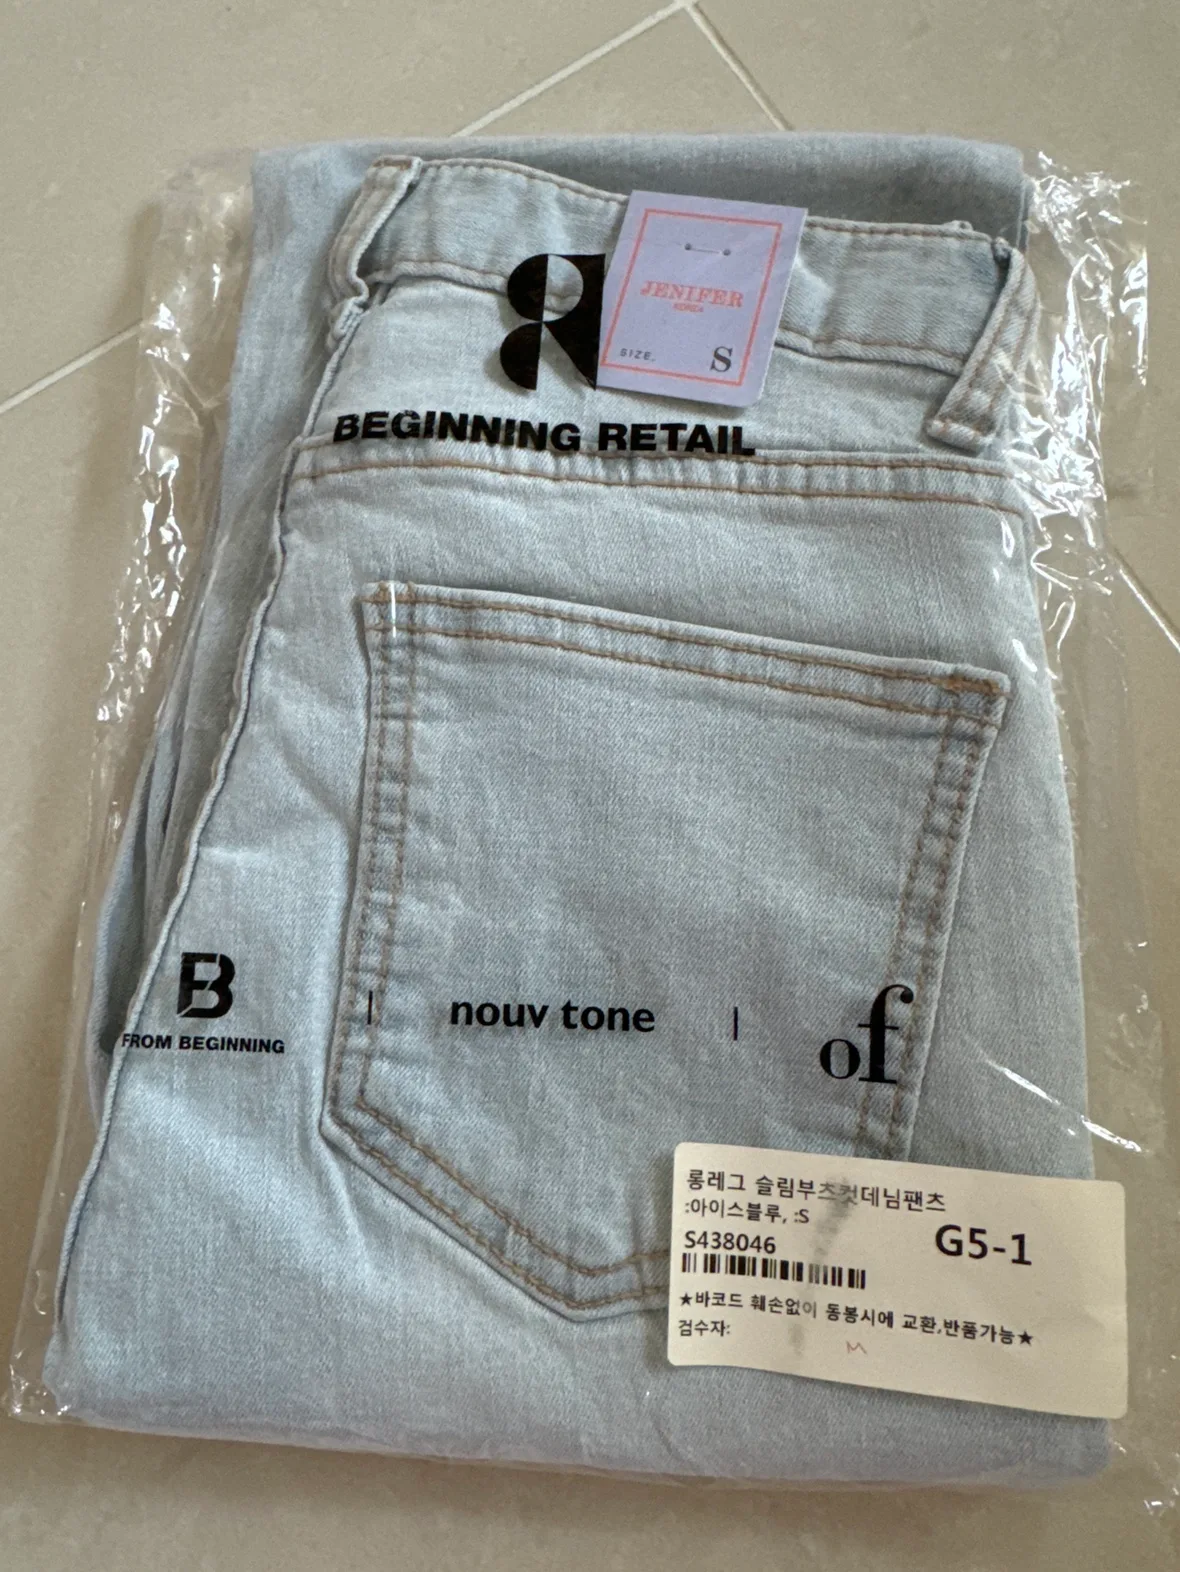 JENIFER
KOREA
SIZE_ S
BEGINNING RETAIL
B
FROM BEGINNING
| nouv tone |
of
롱레그 슬림부츠컷데님팬츠
:아이스블루, :S
S438046
G5-1
★바코드 훼손없이 동봉시에 교환,반품가능★
검수자:
M